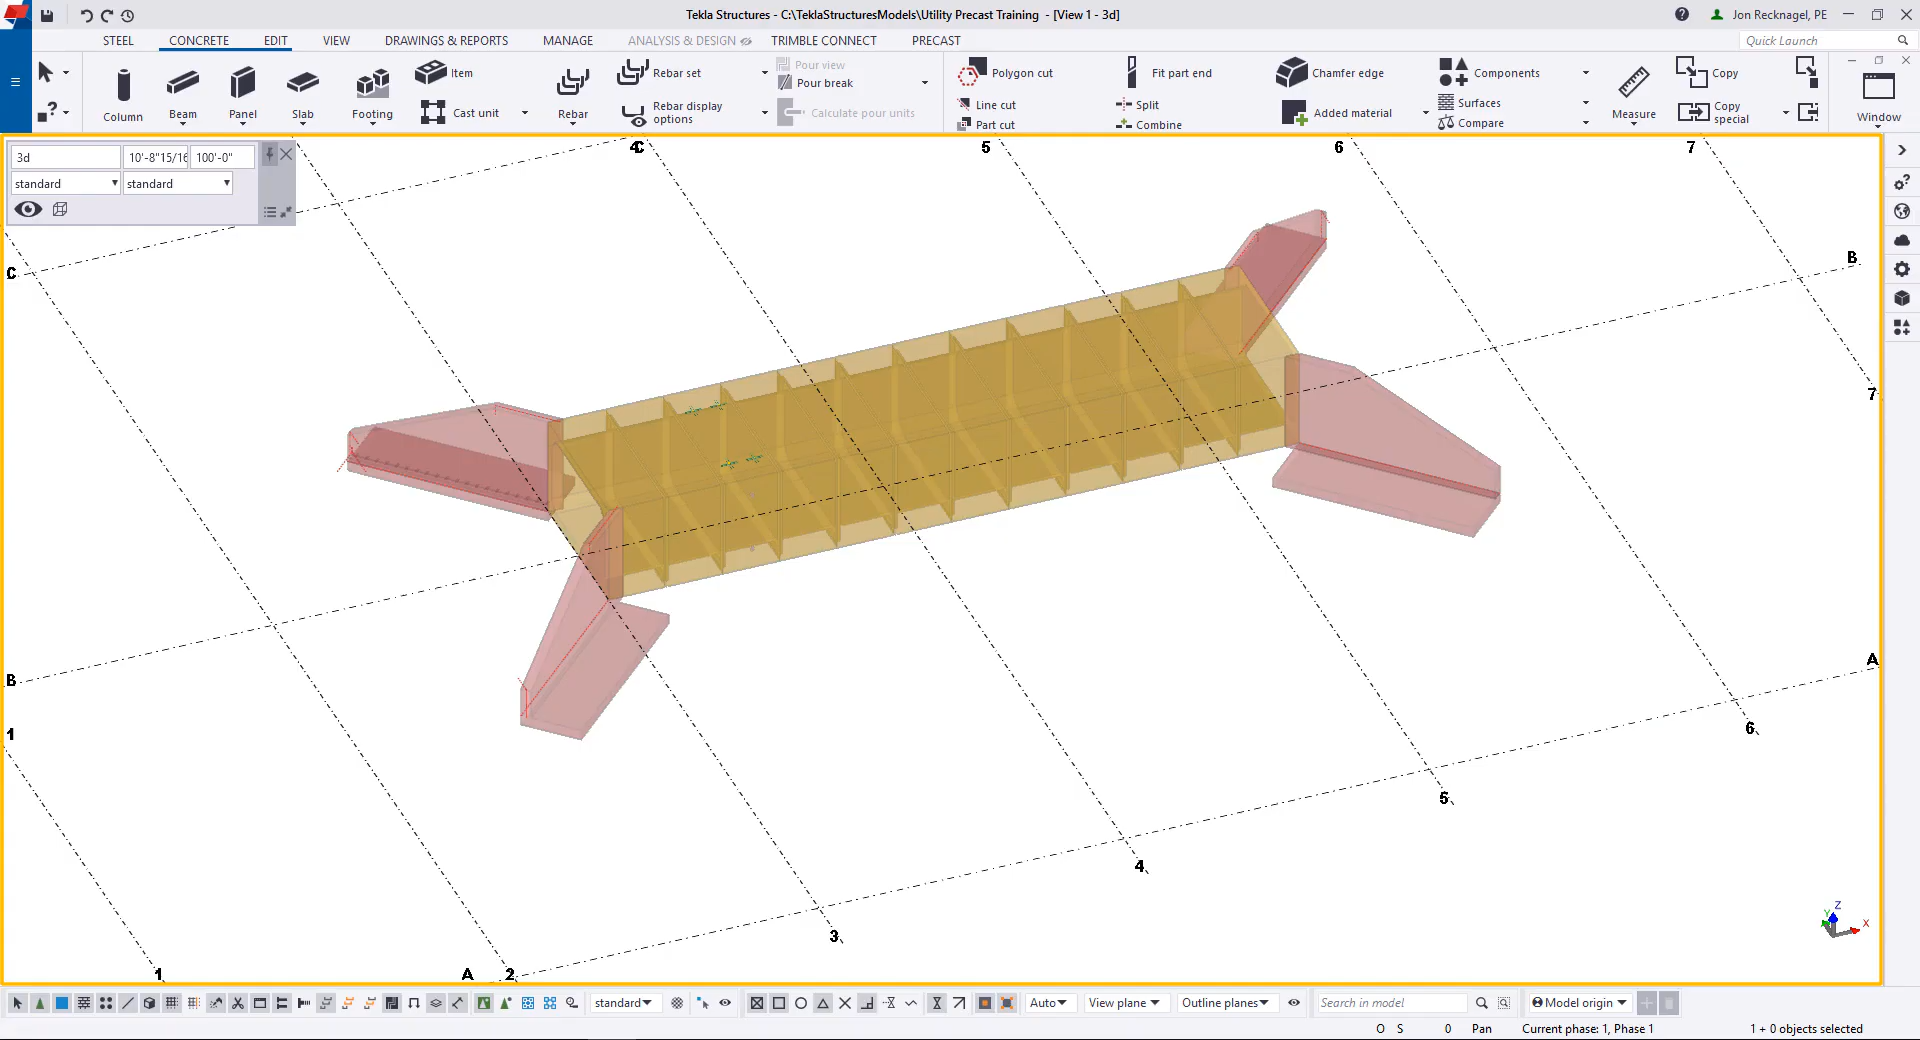 Tekla Structures - C:\TeklaStructuresModels\Utility Precast Training - [View 1 - 3d]
Jon Recknagel, PE
STEEL CONCRETE EDIT VIEW DRAWINGS & REPORTS MANAGE ANALYSIS & DESIGN TRIMBLE CONNECT PRECAST
Quick Launch
Column
Beam
Panel
Slab
Footing
Item
Cast unit
Rebar
Rebar set
Rebar display
options
Pour view
Pour break
Calculate pour units
Polygon cut
Line cut
Part cut
Fit part end
Split
Combine
Chamfer edge
Added material
Components
Surfaces
Compare
Measure
Copy
Copy
special
Window
3d 10'-8"15/16 100'-0"
standard standard
4 C 5 6 7
C
B
7
B
A
1
6
5
4
3
1 A 2
Z
Y
X
standard
Auto View plane Outline planes Search in model Model origin
O S 0 Pan Current phase: 1, Phase 1 1 + 0 objects selected